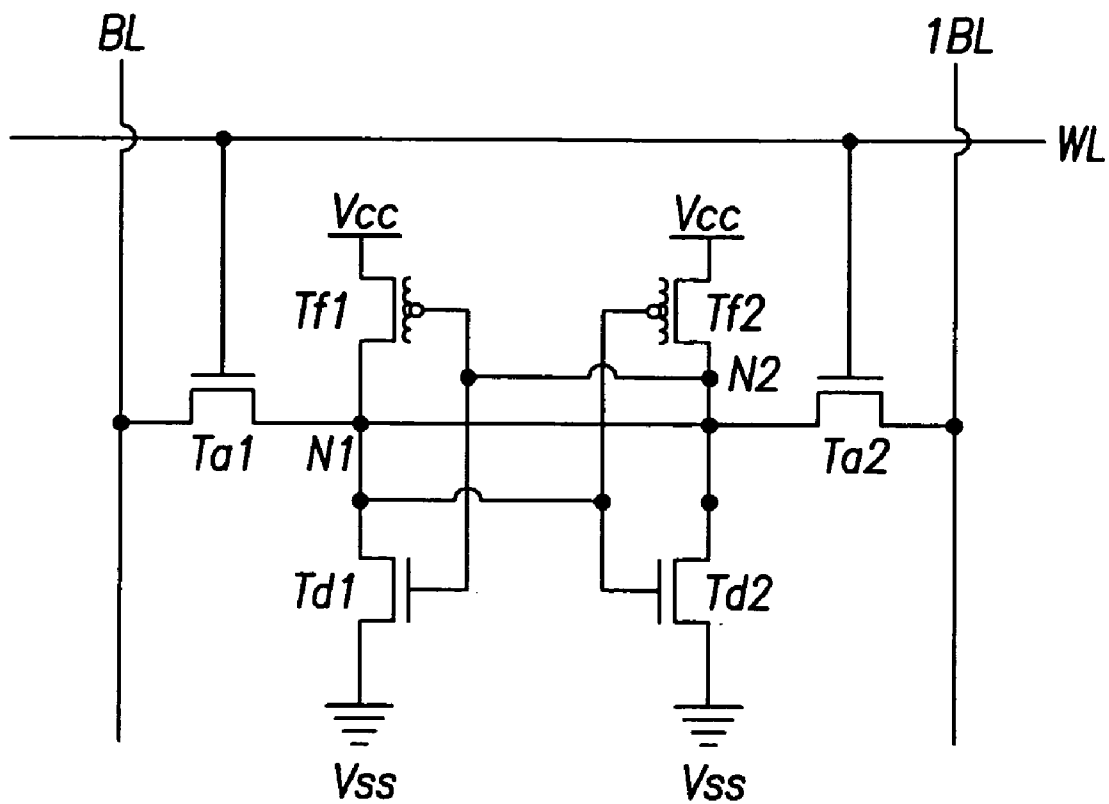 BL
1BL
WL
Vcc
Vcc
Tf1
Tf2
N2
Ta1
N1
Ta2
Td1
Td2
Vss
Vss